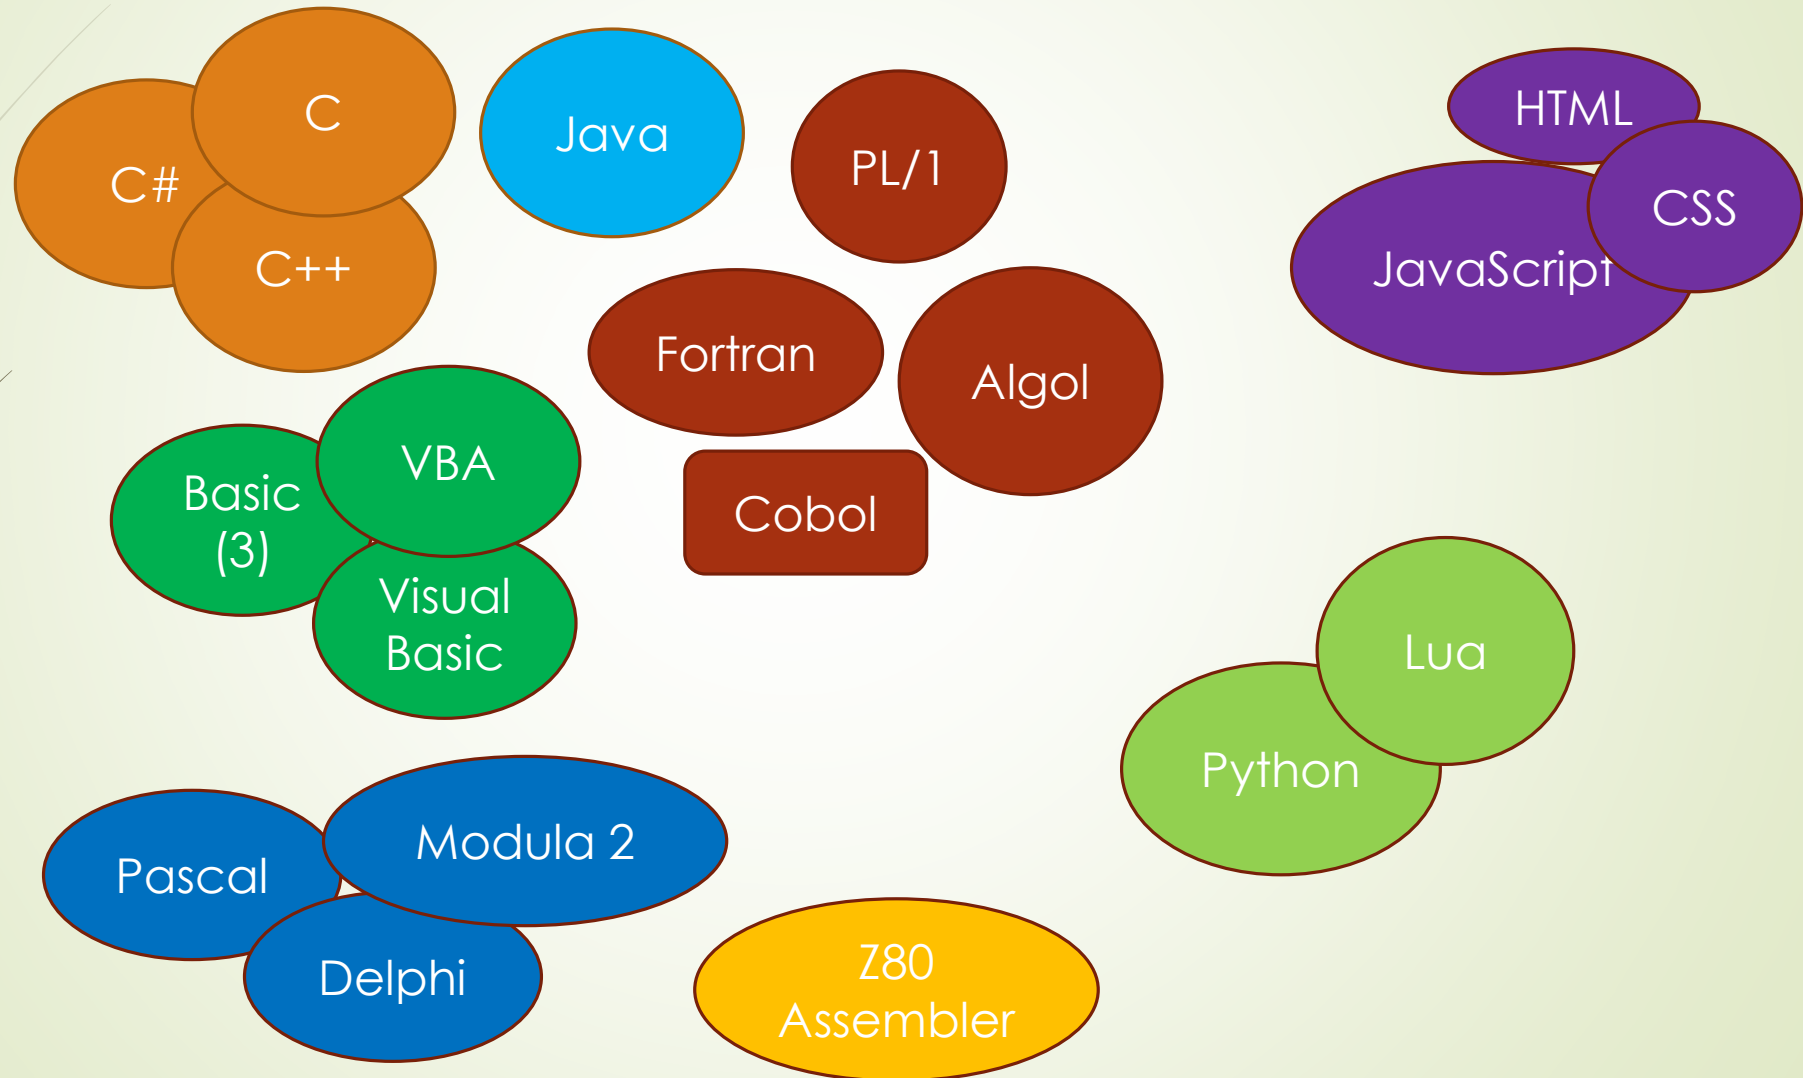 C
C#
C++
Java
PL/1
HTML
CSS
JavaScript
Fortran
Algol
Cobol
VBA
Basic
(3)
Visual
Basic
Lua
Python
Modula 2
Pascal
Delphi
Z80
Assembler